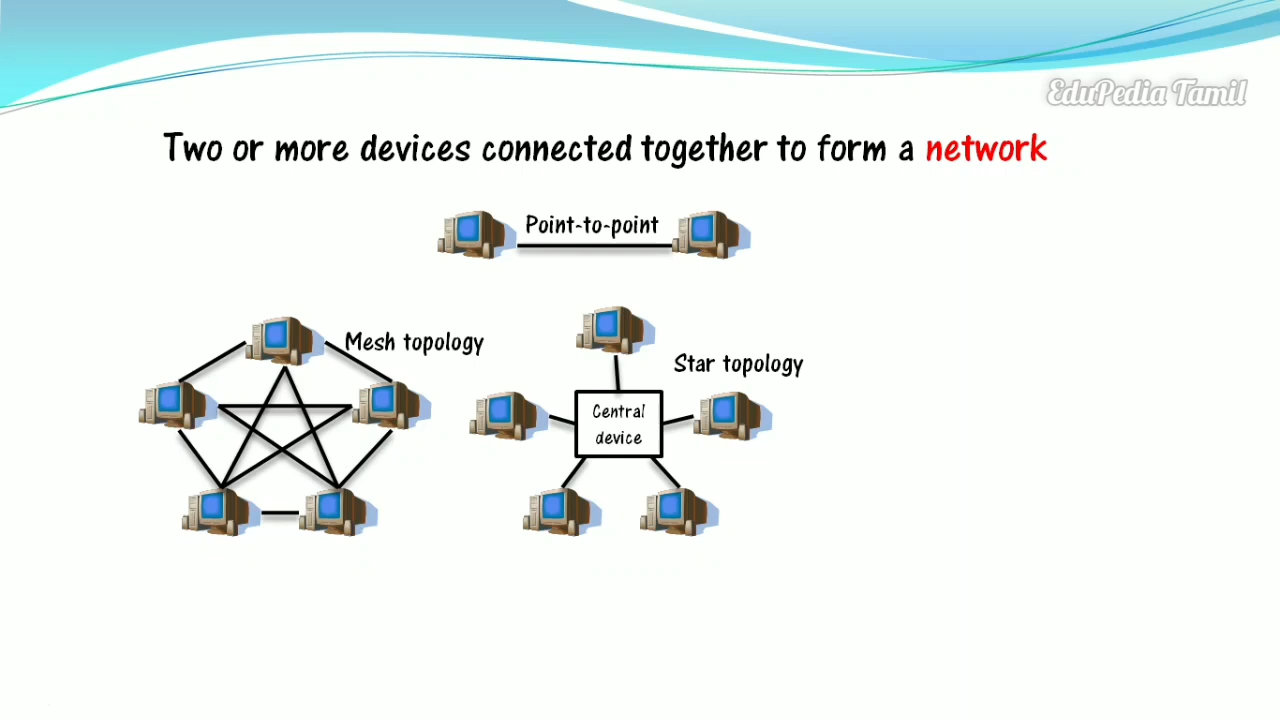 EduPedia Tamil
Two or more devices connected together to form a network
Point-to-point
Mesh topology
Star topology
Central
device